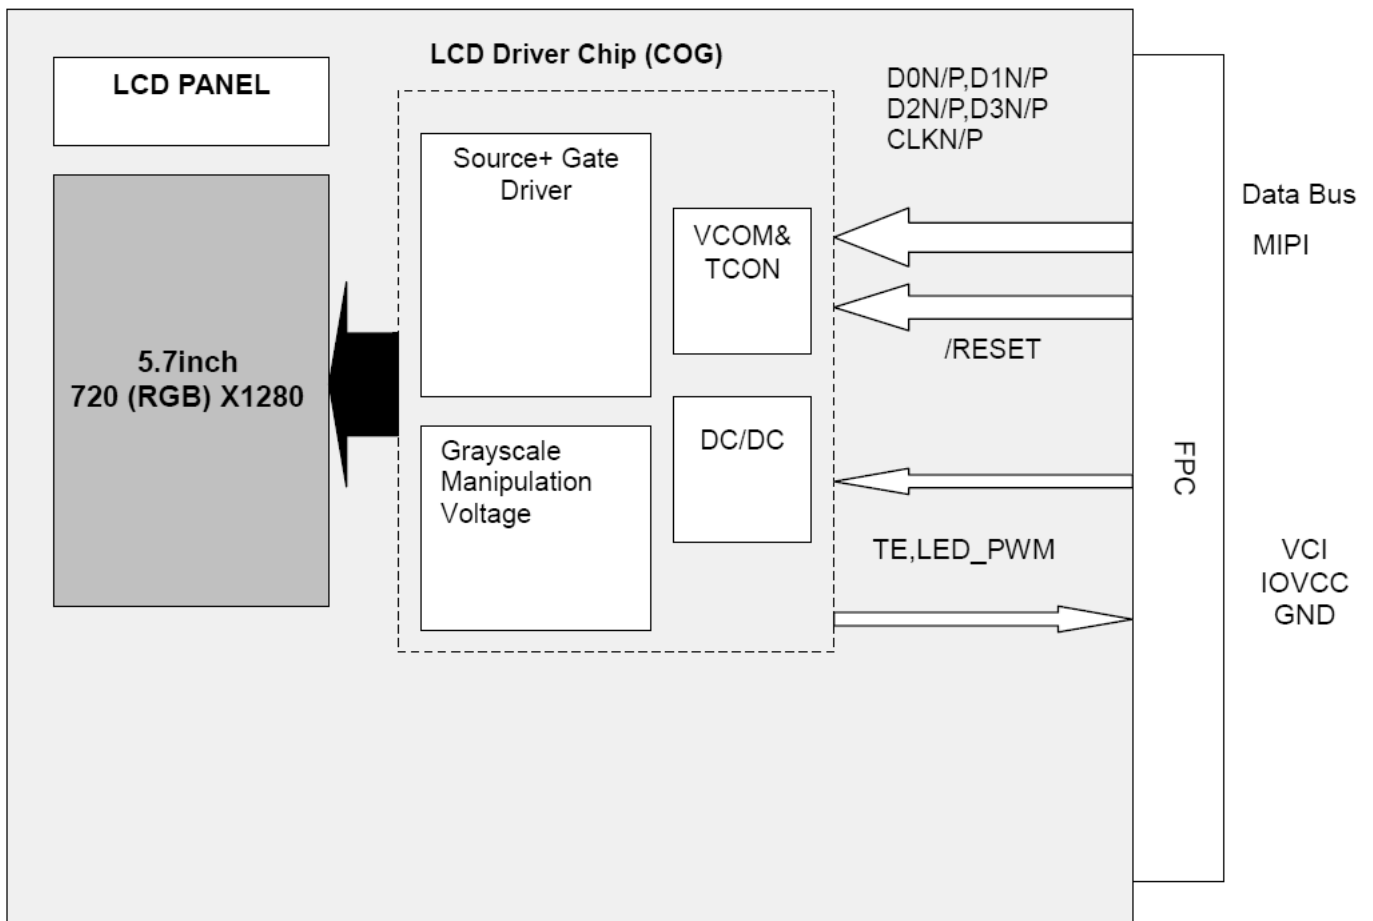 LCD Driver Chip (COG)
LCD PANEL
D0N/P,D1N/P
D2N/P,D3N/P
CLKN/P
Source+ Gate
Driver
VCOM&
TCON
Data Bus
MIPI
/RESET
5.7inch
720 (RGB) X1280
Grayscale
Manipulation
Voltage
DC/DC
FPC
TE,LED_PWM
VCI
IOVCC
GND